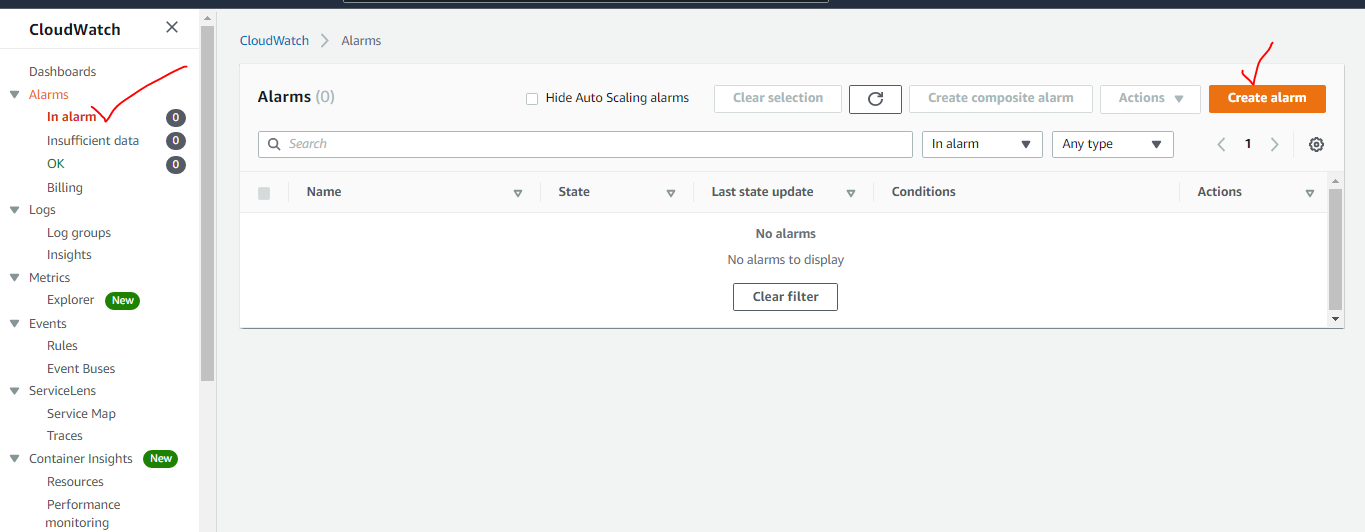 CloudWatch
Dashboards
Alarms
In alarm 0
Insufficient data 0
OK 0
Billing
Logs
Log groups
Insights
Metrics
Explorer New
Events
Rules
Event Buses
ServiceLens
Service Map
Traces
Container Insights New
Resources
Performance
monitoring
CloudWatch > Alarms
Alarms (0) Hide Auto Scaling alarms Clear selection Create composite alarm Actions Create alarm
Search In alarm Any type 1
Name State Last state update Conditions Actions
No alarms
No alarms to display
Clear filter